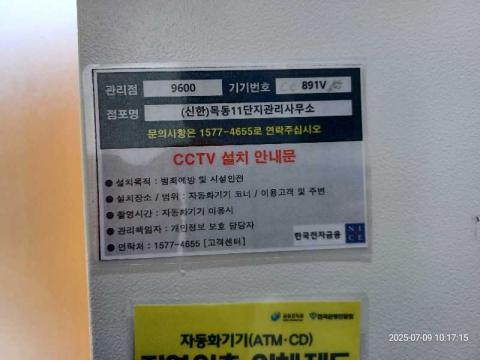 관리점 9600 기기번호 891V
점포명 (신한)목동11단지관리사무소
문의사항은 1577-4655로 연락주십시오
CCTV 설치 안내문
● 설치목적 : 범죄예방 및 시설안전
● 설치장소 / 범위 : 자동화기기 코너 / 이용고객 및 주변
● 촬영시간 : 자동화기기 이용시
● 관리책임자 : 개인정보 보호 담당자
● 연락처 : 1577-4655 [고객센터]
한국전자금융 NICE
자동화기기(ATM·CD)
2025-07-09 10:17:15